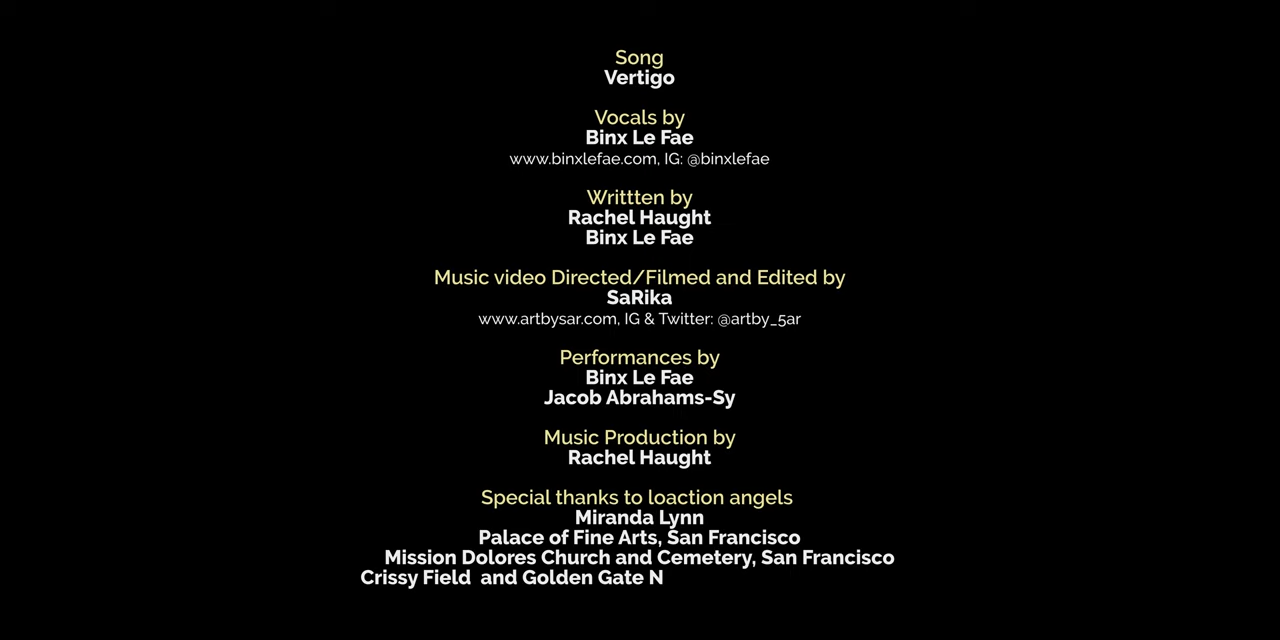 Song
Vertigo
Vocals by
Binx Le Fae
www.binxlefae.com, IG: @binxlefae
Writtten by
Rachel Haught
Binx Le Fae
Music video Directed/Filmed and Edited by
SaRika
www.artbysar.com, IG & Twitter: @artby_5ar
Performances by
Binx Le Fae
Jacob Abrahams-Sy
Music Production by
Rachel Haught
Special thanks to loaction angels
Miranda Lynn
Palace of Fine Arts, San Francisco
Mission Dolores Church and Cemetery, San Francisco
Crissy Field and Golden Gate N